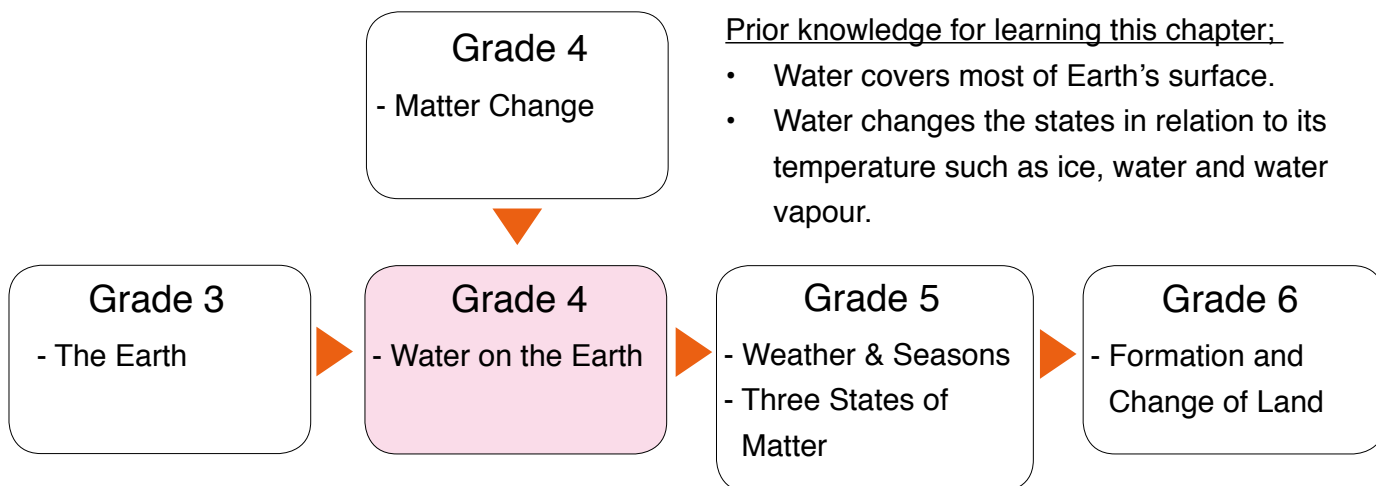 Grade 4
- Matter Change
Prior knowledge for learning this chapter;
• Water covers most of Earth's surface.
• Water changes the states in relation to its
temperature such as ice, water and water
vapour.
Grade 3
- The Earth
Grade 4
- Water on the Earth
Grade 5
- Weather & Seasons
- Three States of
Matter
Grade 6
- Formation and
Change of Land